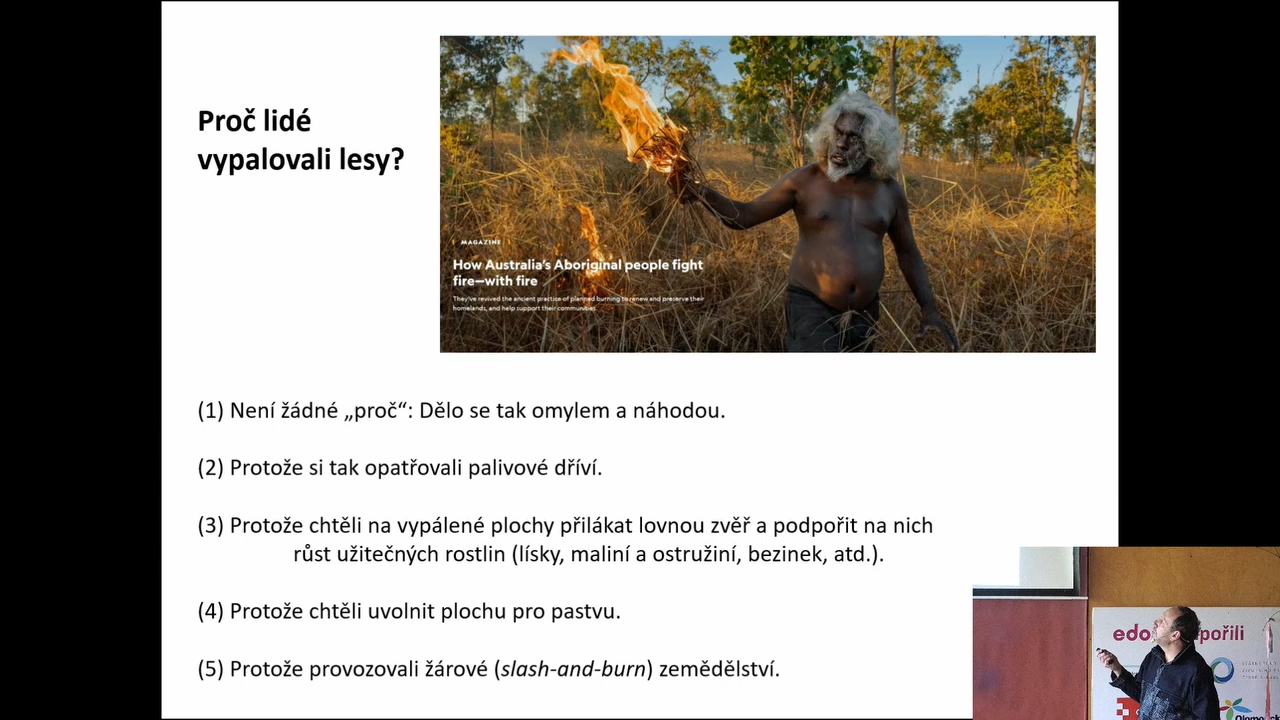 Proč lidé
vypalovali lesy?
MAGAZINE
How Australia's Aboriginal people fight
fire—with fire
They've revived the ancient practice of planned burning to renew and preserve their
homelands, and help support their communities.
(1) Není žádné „proč“: Dělo se tak omylem a náhodou.
(2) Protože si tak opatřovali palivové dříví.
(3) Protože chtěli na vypálené plochy přilákat lovnou zvěř a podpořit na nich
růst užitečných rostlin (lísky, maliní a ostružiní, bezinek, atd.).
(4) Protože chtěli uvolnit plochu pro pastvu.
(5) Protože provozovali žárové (slash-and-burn) zemědělství.